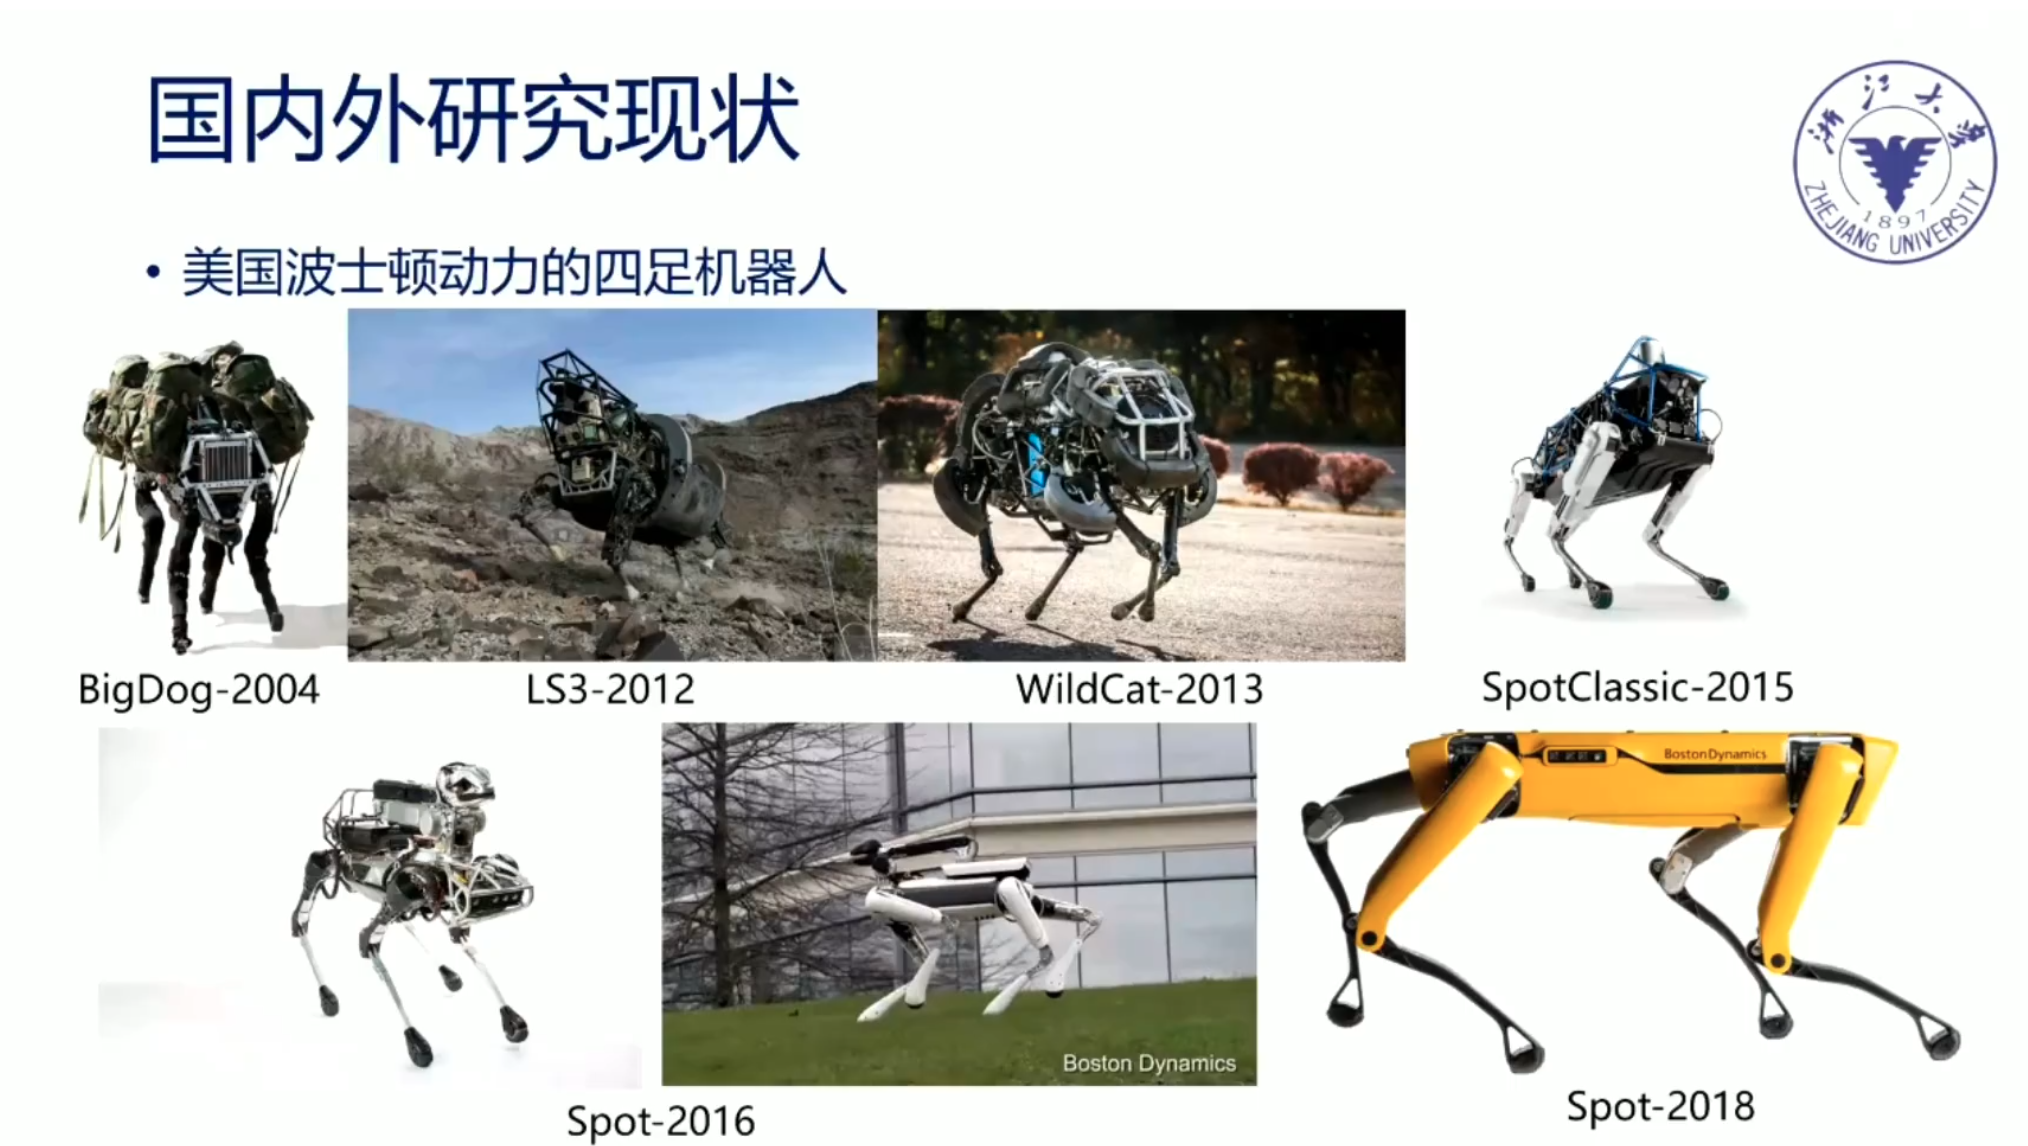 国内外研究现状
浙江大学
ZHEJIANG UNIVERSITY
1897
• 美国波士顿动力的四足机器人
BigDog-2004
LS3-2012
WildCat-2013
SpotClassic-2015
BostonDynamics
Boston Dynamics
Spot-2016
Spot-2018